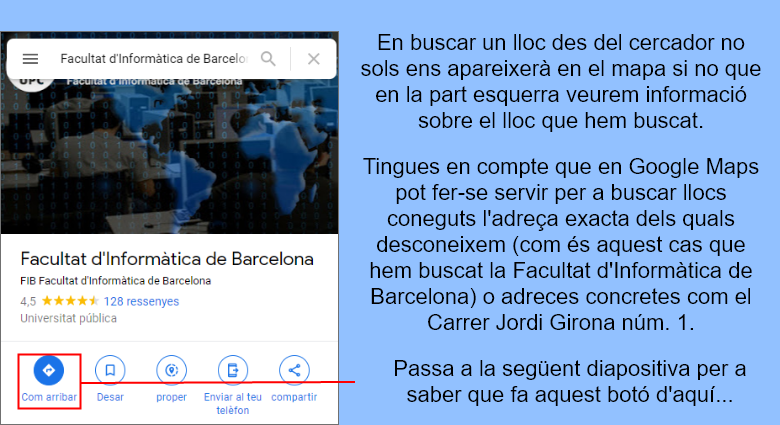 Facultat d'Informàtica de Barcelo
UPC
Facultat d'Informàtica de Barcelona
Facultat d'Informàtica de Barcelona
FIB Facultat d'Informàtica de Barcelona
4,5 128 ressenyes
Universitat pública
Com arribar
Desar
proper
Enviar al teu
telèfon
compartir
En buscar un lloc des del cercador no
sols ens apareixerà en el mapa si no que
en la part esquerra veurem informació
sobre el lloc que hem buscat.
Tingues en compte que en Google Maps
pot fer-se servir per a buscar llocs
coneguts l'adreça exacta dels quals
desconeixem (com és aquest cas que
hem buscat la Facultat d'Informàtica de
Barcelona) o adreces concretes com el
Carrer Jordi Girona núm. 1.
Passa a la següent diapositiva per a
saber que fa aquest botó d'aquí...